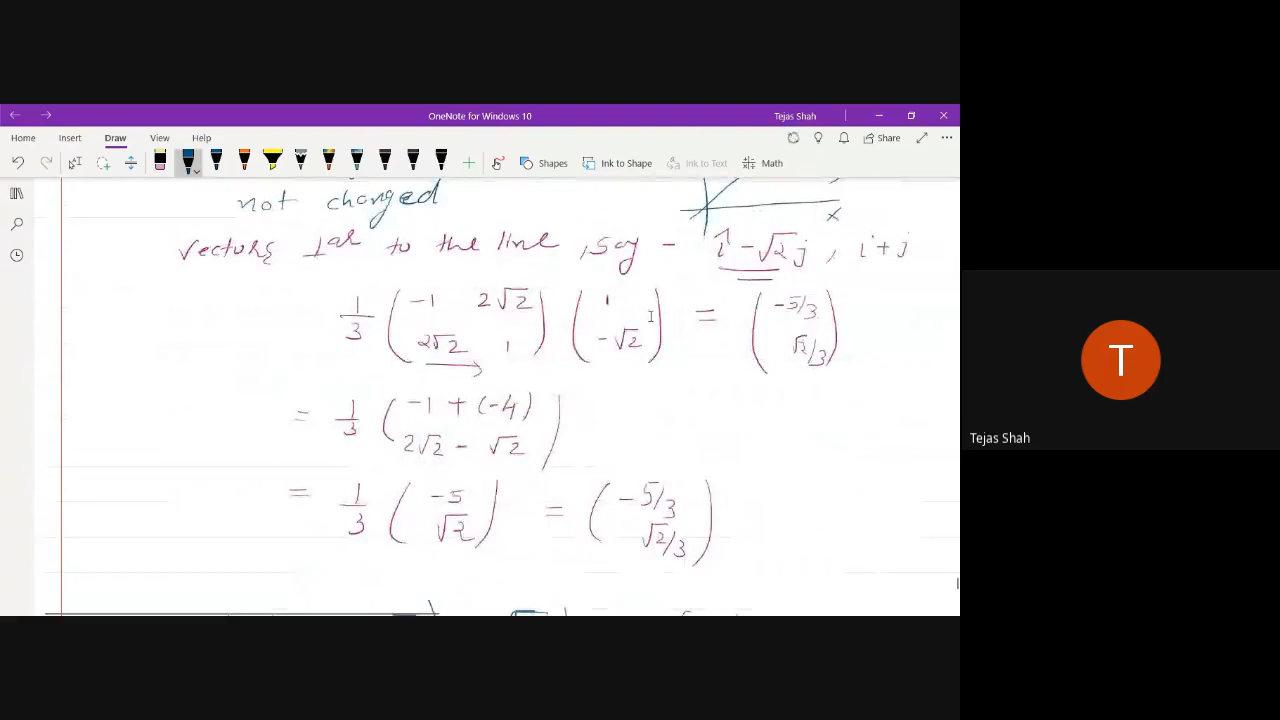 OneNote for Windows 10
Tejas Shah
Home Insert Draw View Help
Shapes Ink to Shape Ink to Text Math Share
not changed
x
vectors ⊥ar to the line, say - î - √2j, i + j
1/3 ( -1 2√2 ; 2√2 1 ) ( 1 ; -√2 ) = ( -5/3 ; √2/3 )
= 1/3 ( -1 + (-4) ; 2√2 - √2 )
= 1/3 ( -5 ; √2 ) = ( -5/3 ; √2/3 )
T
Tejas Shah